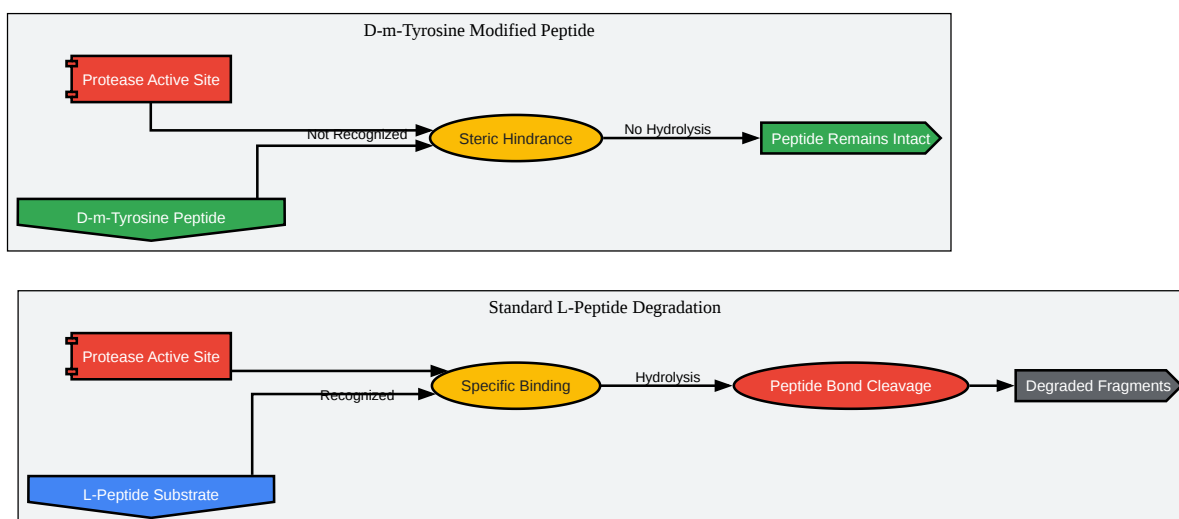 D-m-Tyrosine Modified Peptide
Protease Active Site
Not Recognized
Steric Hindrance
No Hydrolysis
Peptide Remains Intact
D-m-Tyrosine Peptide
Standard L-Peptide Degradation
Protease Active Site
Recognized
Specific Binding
Hydrolysis
Peptide Bond Cleavage
Degraded Fragments
L-Peptide Substrate